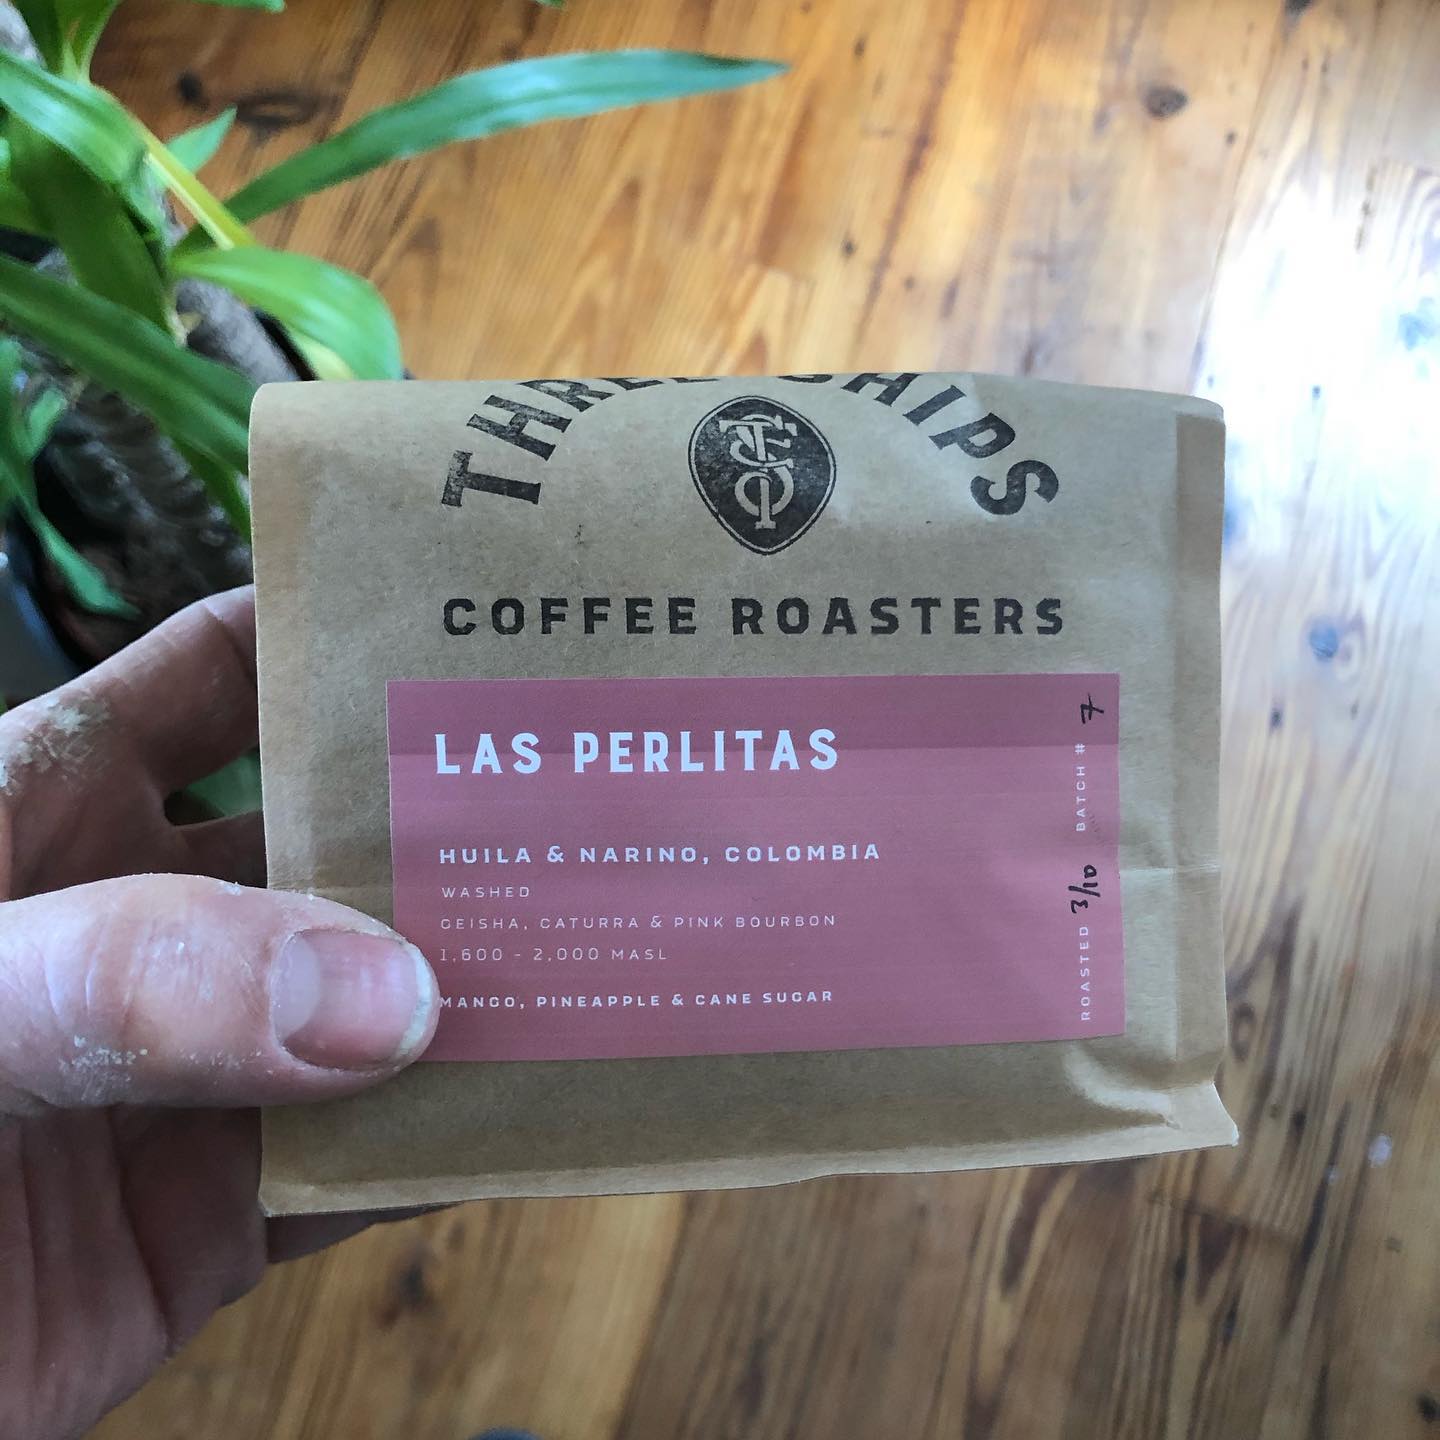 THREE SHIPS
COFFEE ROASTERS
LAS PERLITAS
HUILA & NARINO, COLOMBIA
WASHED
GEISHA, CATURRA & PINK BOURBON
1,600 - 2,000 MASL
MANGO, PINEAPPLE & CANE SUGAR
ROASTED 3/10 BATCH # 7